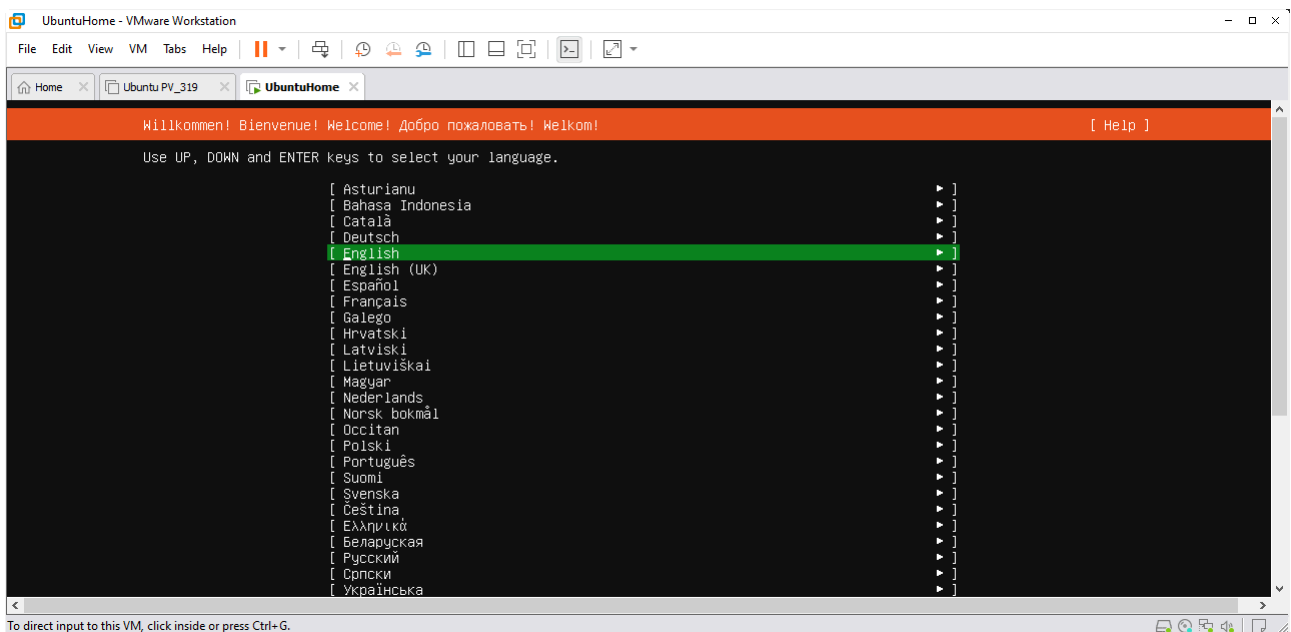 UbuntuHome - VMware Workstation
File Edit View VM Tabs Help
Home Ubuntu PV_319 UbuntuHome
Willkommen! Bienvenue! Welcome! Добро пожаловать! Welkom! [ Help ]
Use UP, DOWN and ENTER keys to select your language.
[ Asturianu ► ]
[ Bahasa Indonesia ► ]
[ Català ► ]
[ Deutsch ► ]
[ English ► ]
[ English (UK) ► ]
[ Español ► ]
[ Français ► ]
[ Galego ► ]
[ Hrvatski ► ]
[ Latviski ► ]
[ Lietuviškai ► ]
[ Magyar ► ]
[ Nederlands ► ]
[ Norsk bokmål ► ]
[ Occitan ► ]
[ Polski ► ]
[ Português ► ]
[ Suomi ► ]
[ Svenska ► ]
[ Čeština ► ]
[ Ελληνικά ► ]
[ Беларуская ► ]
[ Русский ► ]
[ Српски ► ]
[ Українська ► ]
To direct input to this VM, click inside or press Ctrl+G.